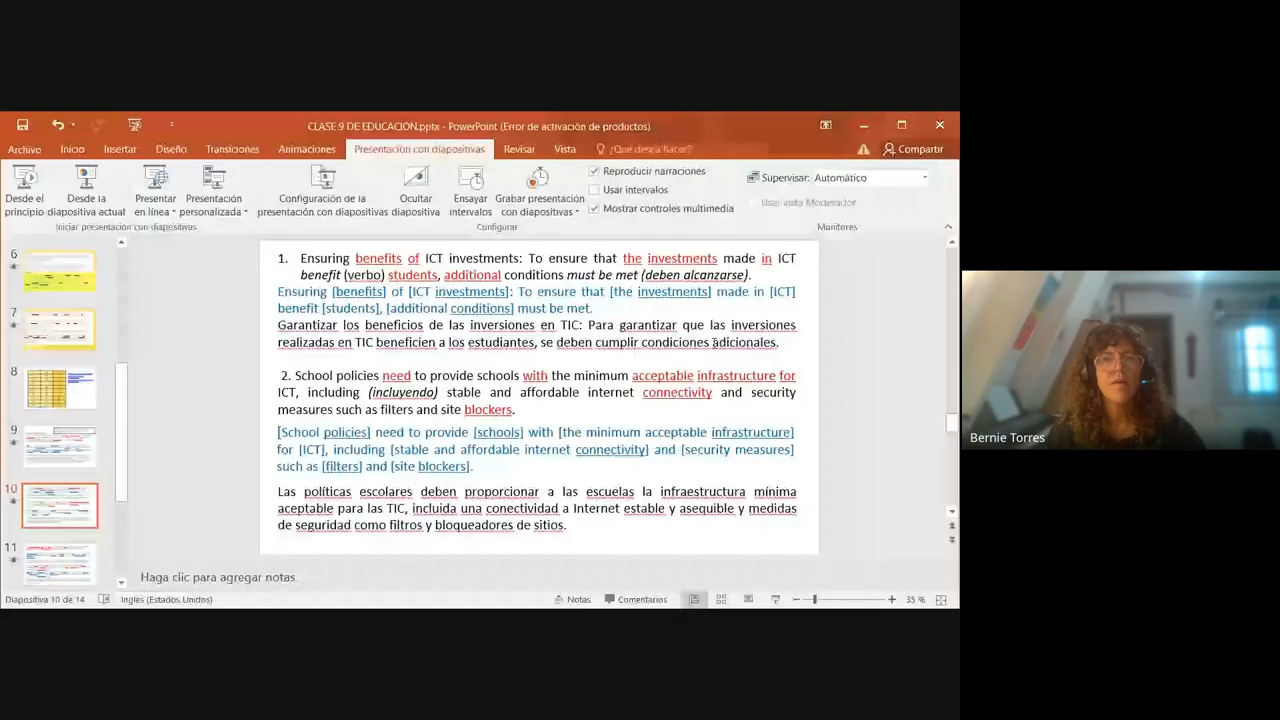 CLASE 9 DE EDUCACION.pptx - PowerPoint (Error de activación de productos)
Archivo Inicio Insertar Diseño Transiciones Animaciones Presentación con diapositivas Revisar Vista ¿Qué desea hacer? Compartir
Desde el principio
Desde la diapositiva actual
Presentar en línea
Presentación personalizada
Configuración de la presentación con diapositivas
Ocultar diapositiva
Ensayar intervalos
Grabar presentación con diapositivas
Reproducir narraciones
Usar intervalos
Mostrar controles multimedia
Supervisar: Automático
Usar vista Moderador
Iniciar presentación con diapositivas
Configurar
Monitores
6
7
8
9
10
11
1. Ensuring benefits of ICT investments: To ensure that the investments made in ICT
benefit (verbo) students, additional conditions must be met (deben alcanzarse).
Ensuring [benefits] of [ICT investments]: To ensure that [the investments] made in [ICT]
benefit [students], [additional conditions] must be met.
Garantizar los beneficios de las inversiones en TIC: Para garantizar que las inversiones
realizadas en TIC beneficien a los estudiantes, se deben cumplir condiciones adicionales.
2. School policies need to provide schools with the minimum acceptable infrastructure for
ICT, including (incluyendo) stable and affordable internet connectivity and security
measures such as filters and site blockers.
[School policies] need to provide [schools] with [the minimum acceptable infrastructure]
for [ICT], including [stable and affordable internet connectivity] and [security measures]
such as [filters] and [site blockers].
Las políticas escolares deben proporcionar a las escuelas la infraestructura mínima
aceptable para las TIC, incluida una conectividad a Internet estable y asequible y medidas
de seguridad como filtros y bloqueadores de sitios.
Haga clic para agregar notas
Diapositiva 10 de 14 Inglés (Estados Unidos) Notas Comentarios 35 %
Bernie Torres